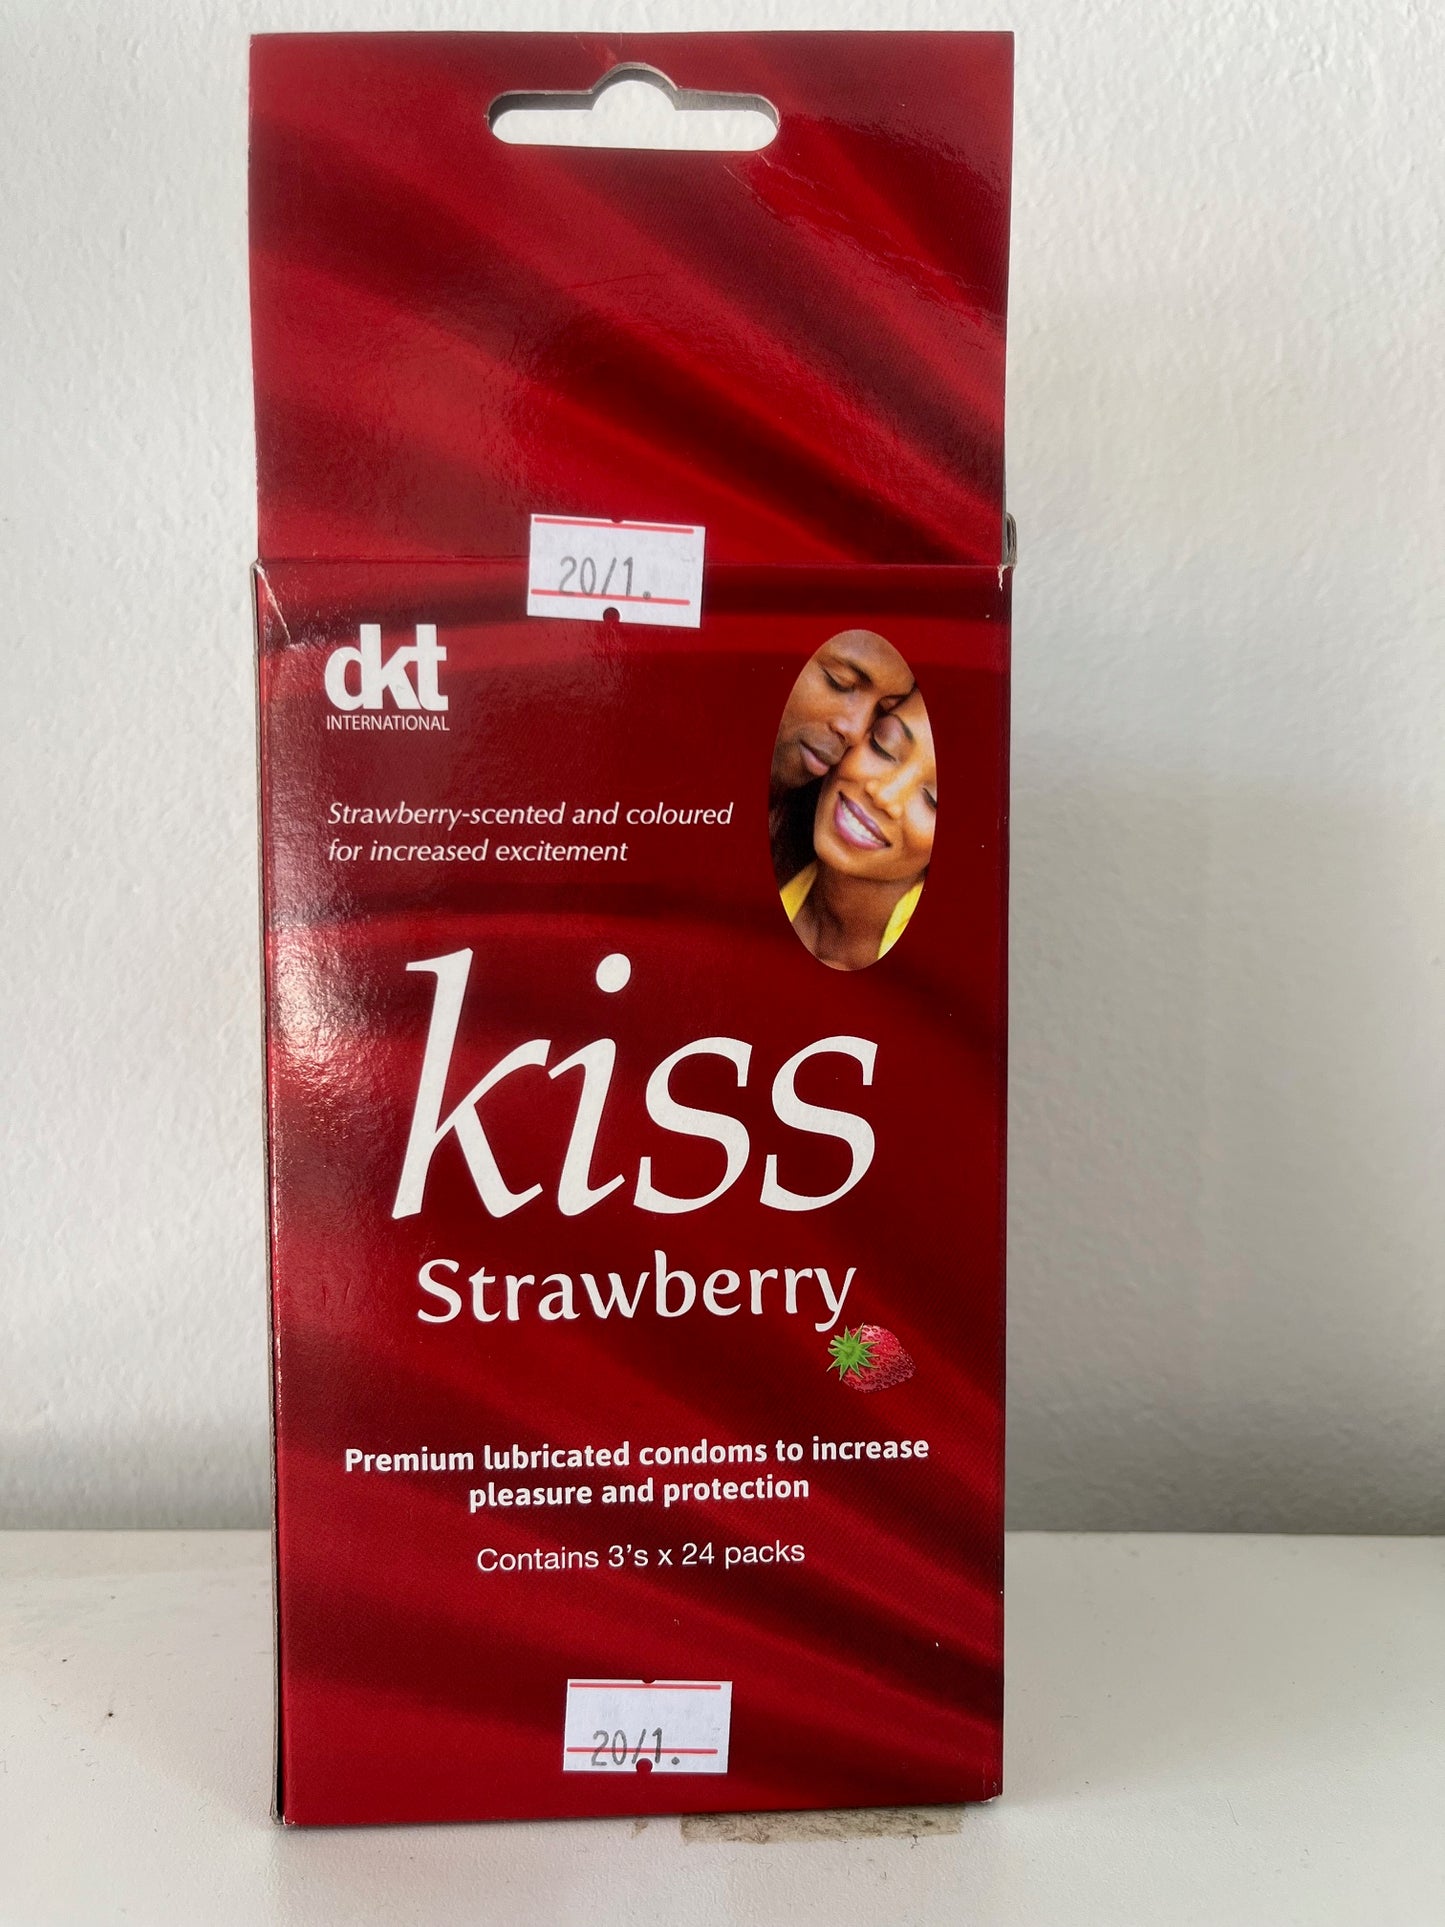 20/1.
dkt
INTERNATIONAL
Strawberry-scented and coloured
for increased excitement
kiss
Strawberry
Premium lubricated condoms to increase
pleasure and protection
Contains 3's x 24 packs
20/1.